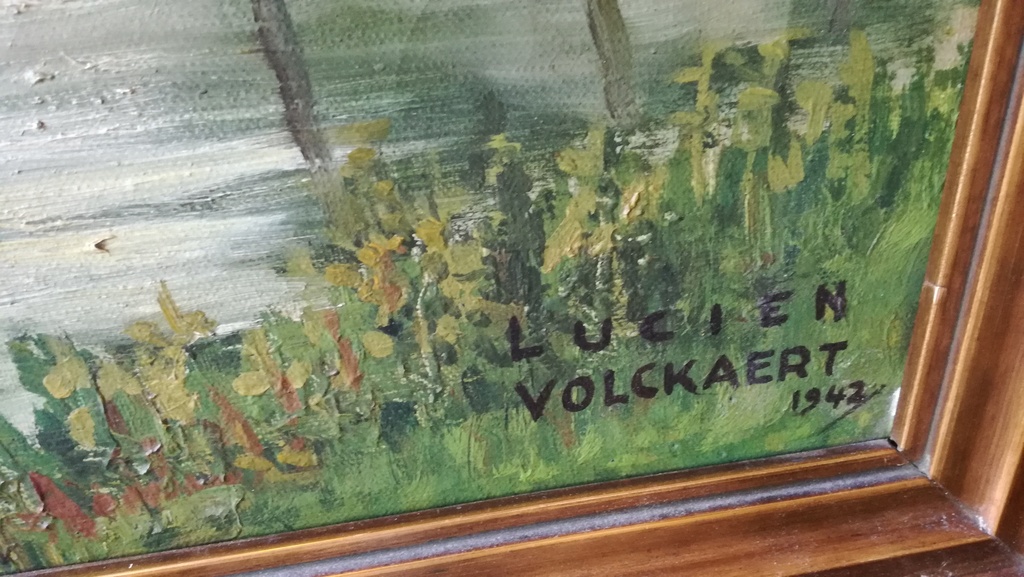 LUCIEN
VOLCKAERT
1942